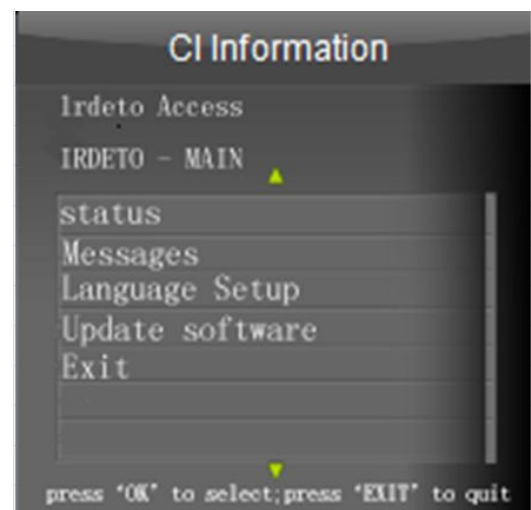 CI Information
Irdeto Access
IRDETO - MAIN
status
Messages
Language Setup
Update software
Exit
press "OK" to select;press "EXIT" to quit